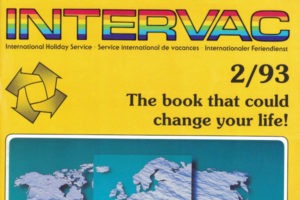 INTERVAC
International Holiday Service · Service international de vacances · Internationaler Feriendienst
2/93
The book that could
change your life!